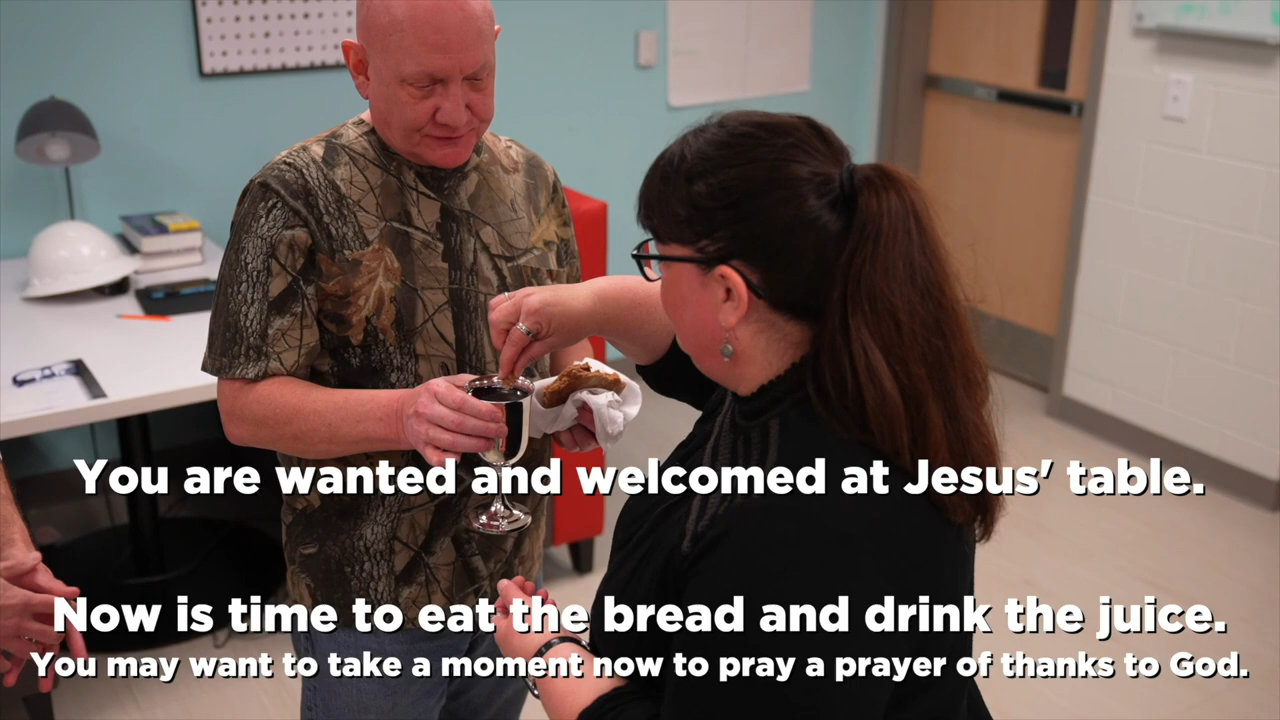 You are wanted and welcomed at Jesus' table.
Now is time to eat the bread and drink the juice.
You may want to take a moment now to pray a prayer of thanks to God.